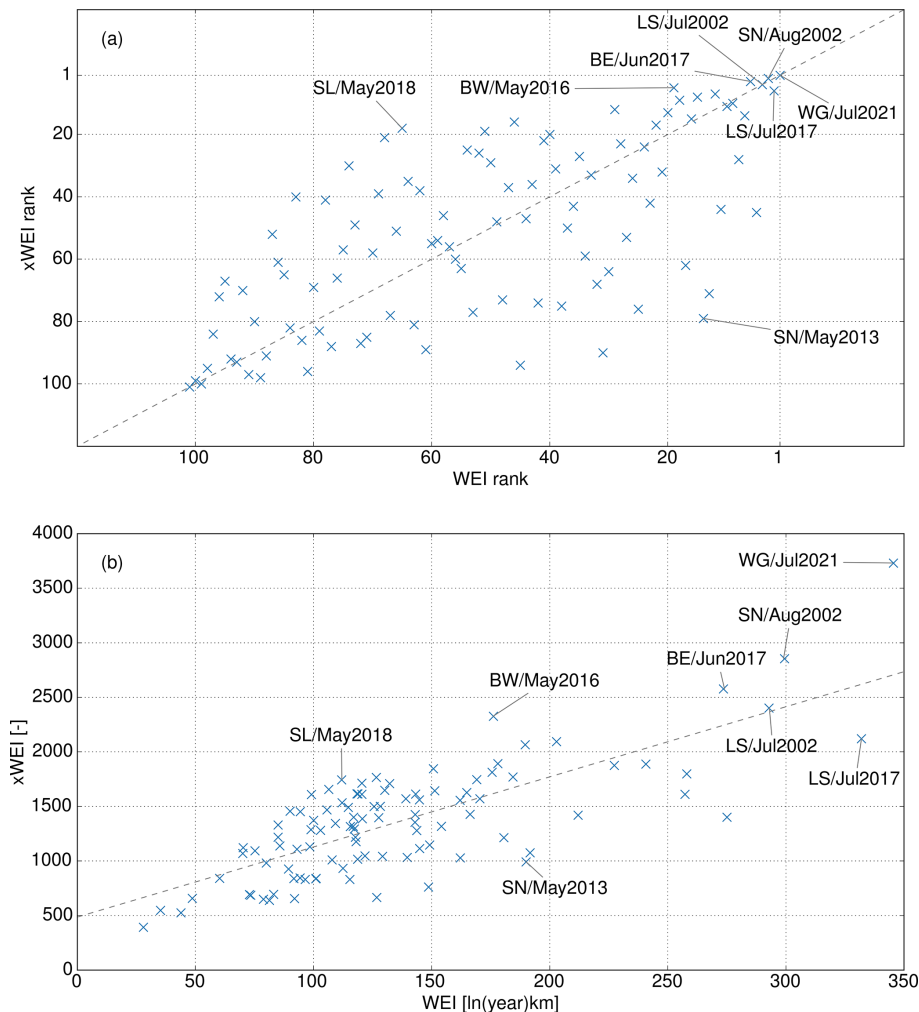 (a)
LS/Jul2002
SN/Aug2002
BE/Jun2017
SL/May2018
BW/May2016
WG/Jul2021
LS/Jul2017
SN/May2013
1
20
40
60
80
100
xWEI rank
100
80
60
40
20
1
WEI rank
(b)
WG/Jul2021
SN/Aug2002
BE/Jun2017
BW/May2016
SL/May2018
LS/Jul2002
LS/Jul2017
SN/May2013
4000
3500
3000
2500
2000
1500
1000
500
0
xWEI [-]
0
50
100
150
200
250
300
350
WEI [ln(year)km]